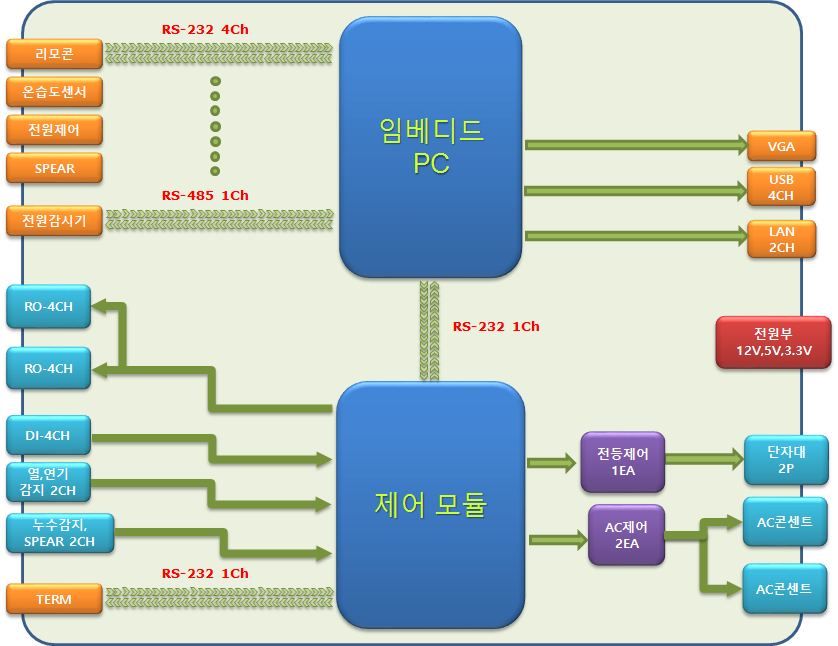 RS-232 4Ch
리모콘
온습도센서
전원제어
SPEAR
RS-485 1Ch
전원감시기
임베디드
PC
VGA
USB
4CH
LAN
2CH
RS-232 1Ch
전원부
12V,5V,3.3V
RO-4CH
RO-4CH
DI-4CH
열,연기
감지 2CH
누수감지,
SPEAR 2CH
RS-232 1Ch
TERM
제어 모듈
전등제어
1EA
AC제어
2EA
단자대
2P
AC콘센트
AC콘센트